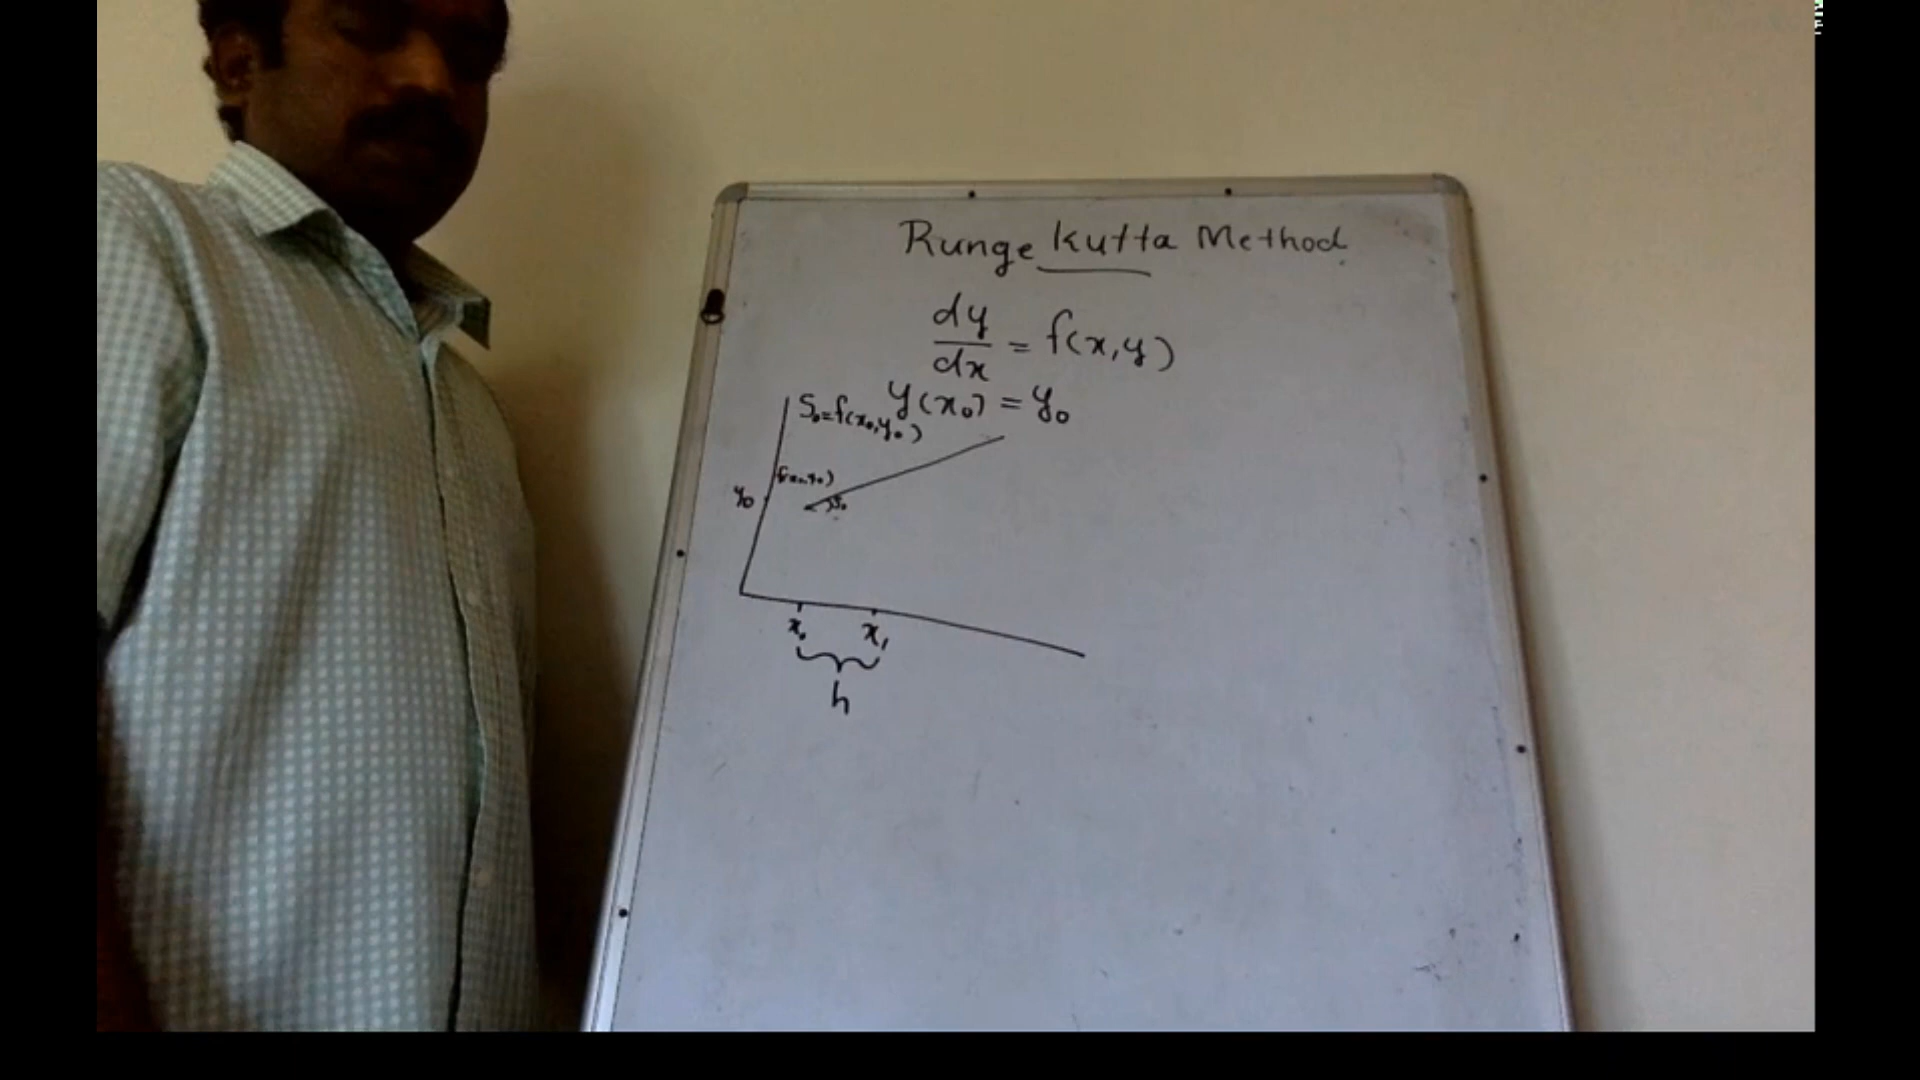 Runge Kutta Method
dy/dx = f(x,y)
y(x₀) = y₀
S₀=f(x₀,y₀)
f(x₀,y₀)
y₀
S₀
x₀ x₁
h